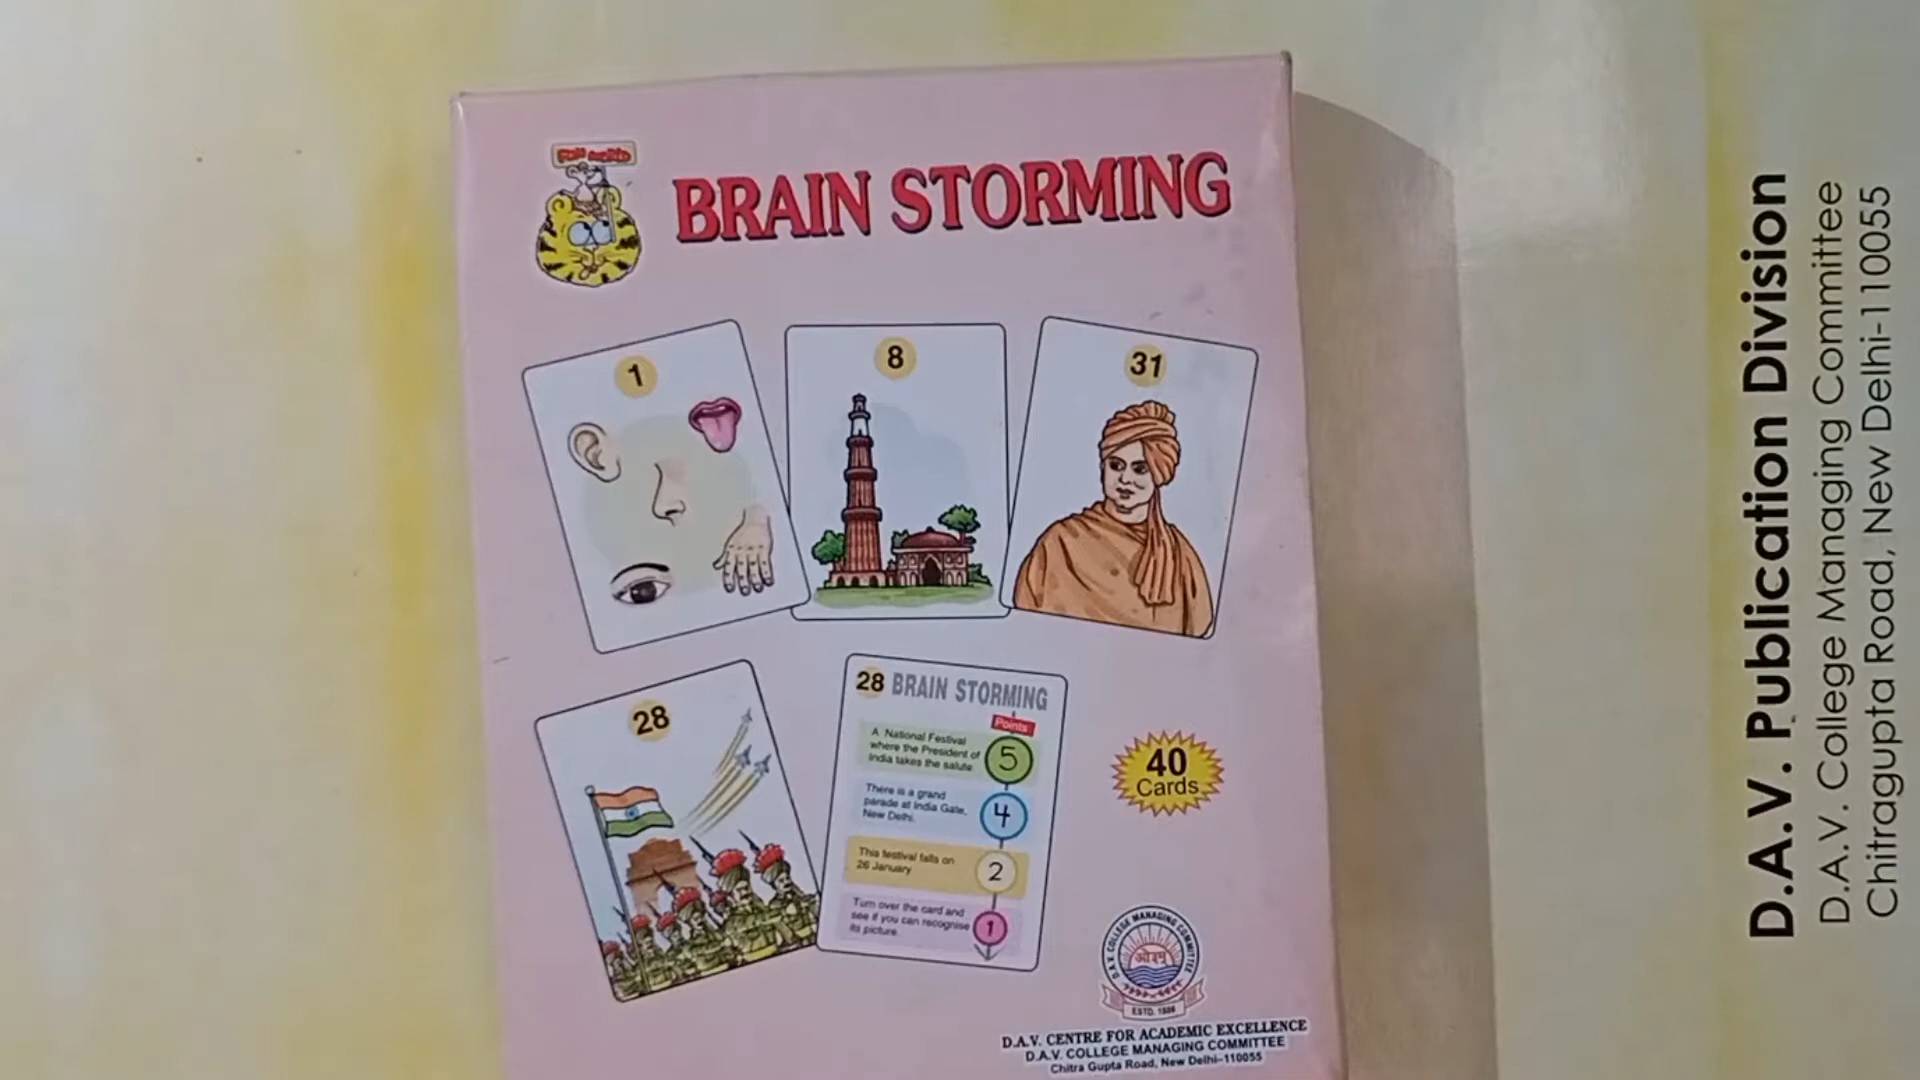 BRAIN STORMING
1
8
31
28
28 BRAIN STORMING
Points
A National Festival
where the President of
India takes the salute
5
There is a grand
parade at India Gate,
New Delhi.
4
This festival falls on
26 January
2
Turn over the card and
see if you can recognise
its picture
1
40
Cards
D.A.V. COLLEGE MANAGING COMMITTEE
ओ३म्
ESTD. 1886
D.A.V. CENTRE FOR ACADEMIC EXCELLENCE
D.A.V. COLLEGE MANAGING COMMITTEE
Chitra Gupta Road, New Delhi-110055
D.A.V. Publication Division
D.A.V. College Managing Committee
Chitragupta Road, New Delhi-110055